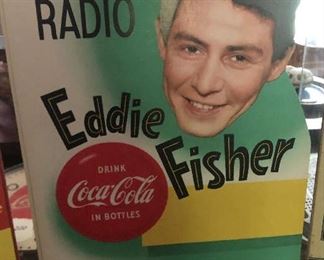 RADIO
Eddie
Fisher
DRINK
Coca-Cola
IN BOTTLES